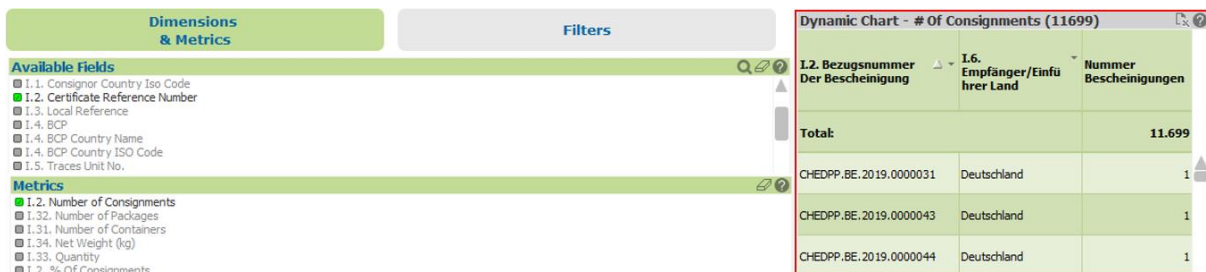 Dimensions
& Metrics
Filters
Available Fields
I.1. Consignor Country Iso Code
I.2. Certificate Reference Number
I.3. Local Reference
I.4. BCP
I.4. BCP Country Name
I.4. BCP Country ISO Code
I.5. Traces Unit No.
Metrics
I.2. Number of Consignments
I.32. Number of Packages
I.31. Number of Containers
I.34. Net Weight (kg)
I.33. Quantity
I.2. % Of Consignments
Dynamic Chart - # Of Consignments (11699)
I.2. Bezugsnummer
Der Bescheinigung
I.6.
Empfänger/Einfü
hrer Land
Nummer
Bescheinigungen
Total: 11.699
CHEDPP.BE.2019.0000031 Deutschland 1
CHEDPP.BE.2019.0000043 Deutschland 1
CHEDPP.BE.2019.0000044 Deutschland 1